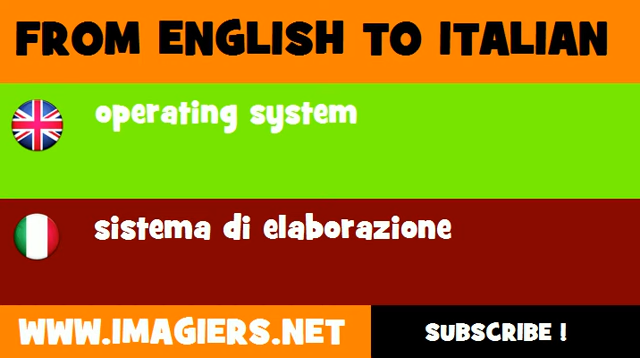 FROM ENGLISH TO ITALIAN
operating system
sistema di elaborazione
WWW.IMAGIERS.NET
SUBSCRIBE !